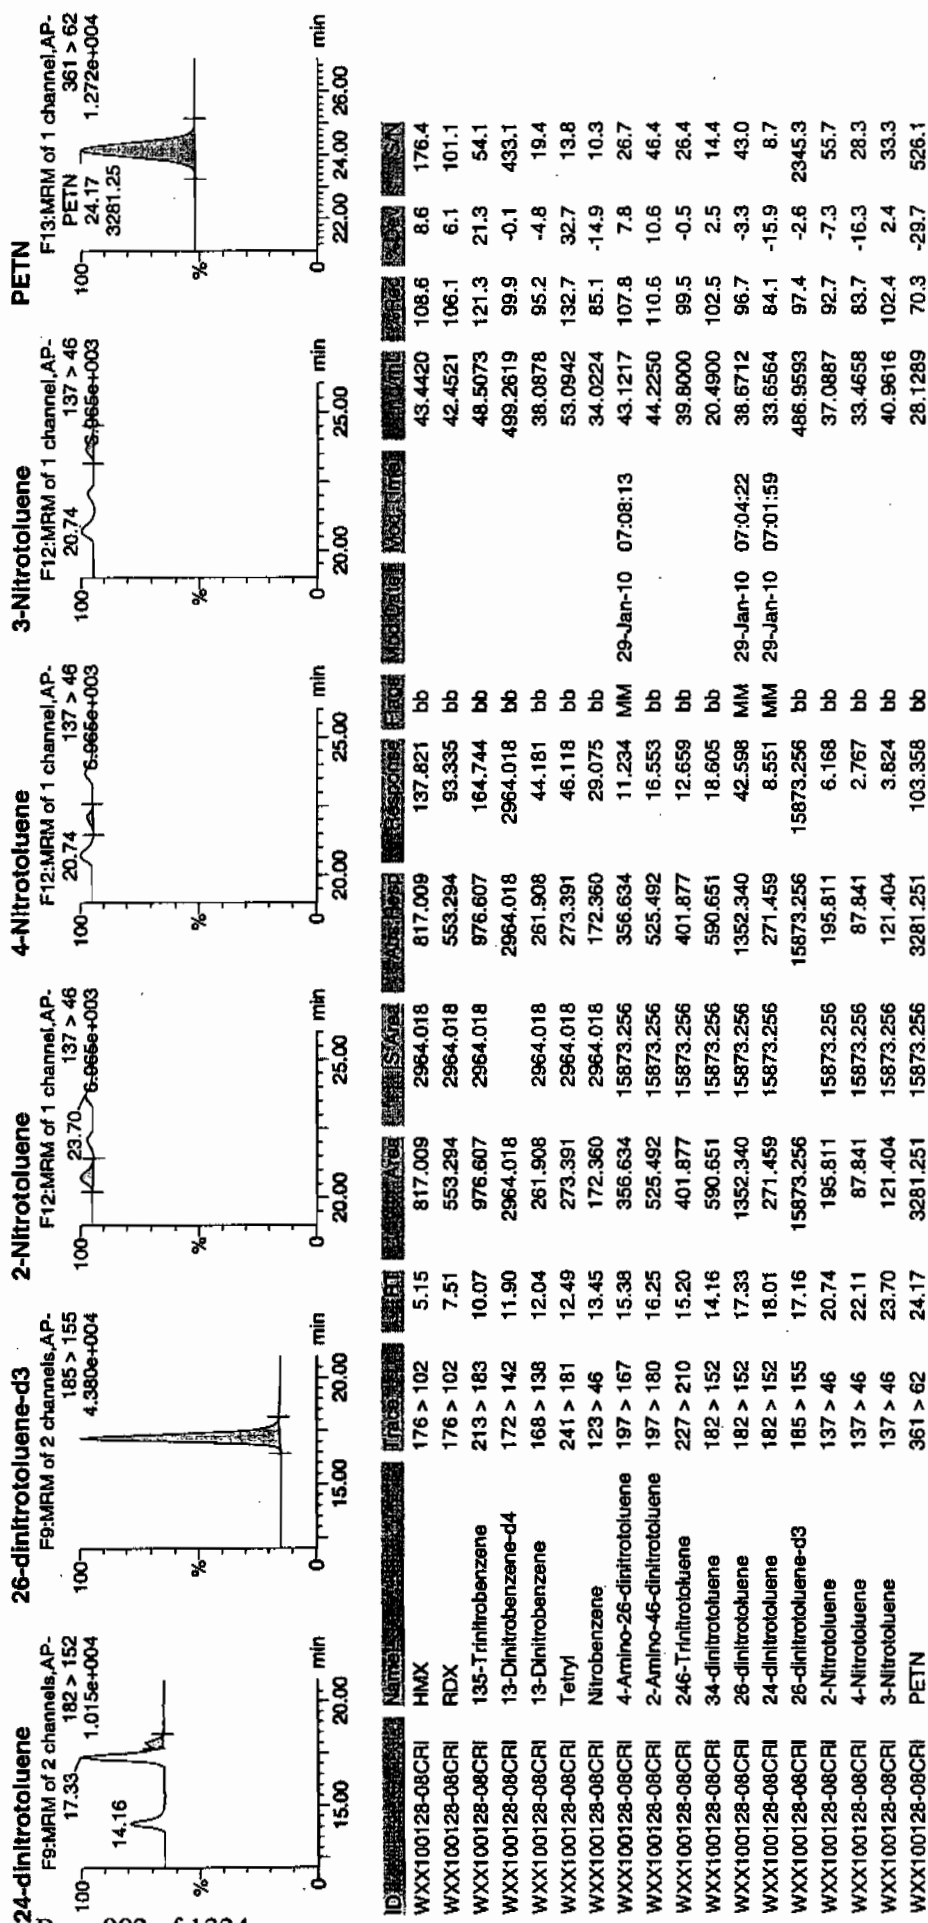 24-dinitrotoluene
F9:MRM of 2 channels,AP-
182 > 152
17.33
1.015e+004
100
14.16
%
0
15.00 20.00 min
26-dinitrotoluene-d3
F9:MRM of 2 channels,AP-
185 > 155
4.380e+004
100
%
0
15.00 20.00 min
2-Nitrotoluene
F12:MRM of 1 channel,AP-
137 > 46
23.70
6.965e+003
100
%
0
20.00 25.00 min
4-Nitrotoluene
F12:MRM of 1 channel,AP-
137 > 46
20.74
6.965e+003
100
%
0
20.00 25.00 min
3-Nitrotoluene
F12:MRM of 1 channel,AP-
137 > 46
20.74
6.965e+003
100
%
0
20.00 25.00 min
PETN
F13:MRM of 1 channel,AP-
PETN 361 > 62
24.17 1.272e+004
3281.25
100
%
0
22.00 24.00 26.00 min
ID Name Trace RT Area IS Area Response Flags Mod Date Mod Time S/N
WXX100128-08CRI HMX 176 > 102 5.15 817.009 2964.018 817.009 137.821 bb 43.4420 108.6 8.6 176.4
WXX100128-08CRI RDX 176 > 102 7.51 553.294 2964.018 553.294 93.335 bb 42.4521 106.1 6.1 101.1
WXX100128-08CRI 135-Trinitrobenzene 213 > 183 10.07 976.607 2964.018 976.607 164.744 bb 48.5073 121.3 21.3 54.1
WXX100128-08CRI 13-Dinitrobenzene-d4 172 > 142 11.90 2964.018 2964.018 2964.018 bb 499.2619 99.9 -0.1 433.1
WXX100128-08CRI 13-Dinitrobenzene 168 > 138 12.04 261.908 2964.018 261.908 44.181 bb 38.0878 95.2 -4.8 19.4
WXX100128-08CRI Tetryl 241 > 181 12.49 273.391 2964.018 273.391 46.118 bb 53.0942 132.7 32.7 13.8
WXX100128-08CRI Nitrobenzene 123 > 46 13.45 172.360 2964.018 172.360 29.075 bb 34.0224 85.1 -14.9 10.3
WXX100128-08CRI 4-Amino-26-dinitrotoluene 197 > 167 15.38 356.634 15873.256 356.634 11.234 MM 29-Jan-10 07:08:13 43.1217 107.8 7.8 26.7
WXX100128-08CRI 2-Amino-46-dinitrotoluene 197 > 180 16.25 525.492 15873.256 525.492 16.553 bb 44.2250 110.6 10.6 46.4
WXX100128-08CRI 246-Trinitrotoluene 227 > 210 15.20 401.877 15873.256 401.877 12.659 bb 39.8000 99.5 -0.5 26.4
WXX100128-08CRI 34-dinitrotoluene 182 > 152 14.16 590.651 15873.256 590.651 18.605 bb 20.4900 102.5 2.5 14.4
WXX100128-08CRI 26-dinitrotoluene 182 > 152 17.33 1352.340 15873.256 1352.340 42.598 MM 29-Jan-10 07:04:22 38.6712 96.7 -3.3 43.0
WXX100128-08CRI 24-dinitrotoluene 182 > 152 18.01 271.459 15873.256 271.459 8.551 MM 29-Jan-10 07:01:59 33.6564 84.1 -15.9 8.7
WXX100128-08CRI 26-dinitrotoluene-d3 185 > 155 17.16 15873.256 15873.256 15873.256 bb 486.9593 97.4 -2.6 2345.3
WXX100128-08CRI 2-Nitrotoluene 137 > 46 20.74 195.811 15873.256 195.811 6.168 bb 37.0887 92.7 -7.3 55.7
WXX100128-08CRI 4-Nitrotoluene 137 > 46 22.11 87.841 15873.256 87.841 2.767 bb 33.4658 83.7 -16.3 28.3
WXX100128-08CRI 3-Nitrotoluene 137 > 46 23.70 121.404 15873.256 121.404 3.824 bb 40.9616 102.4 2.4 33.3
WXX100128-08CRI PETN 361 > 62 24.17 3281.251 15873.256 3281.251 103.358 bb 28.1289 70.3 -29.7 526.1